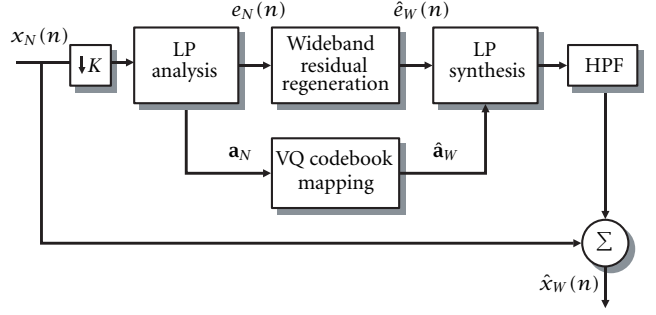 x_N(n)
↓K
LP
analysis
e_N(n)
Wideband
residual
regeneration
ê_W(n)
LP
synthesis
HPF
a_N
VQ codebook
mapping
â_W
Σ
x̂_W(n)